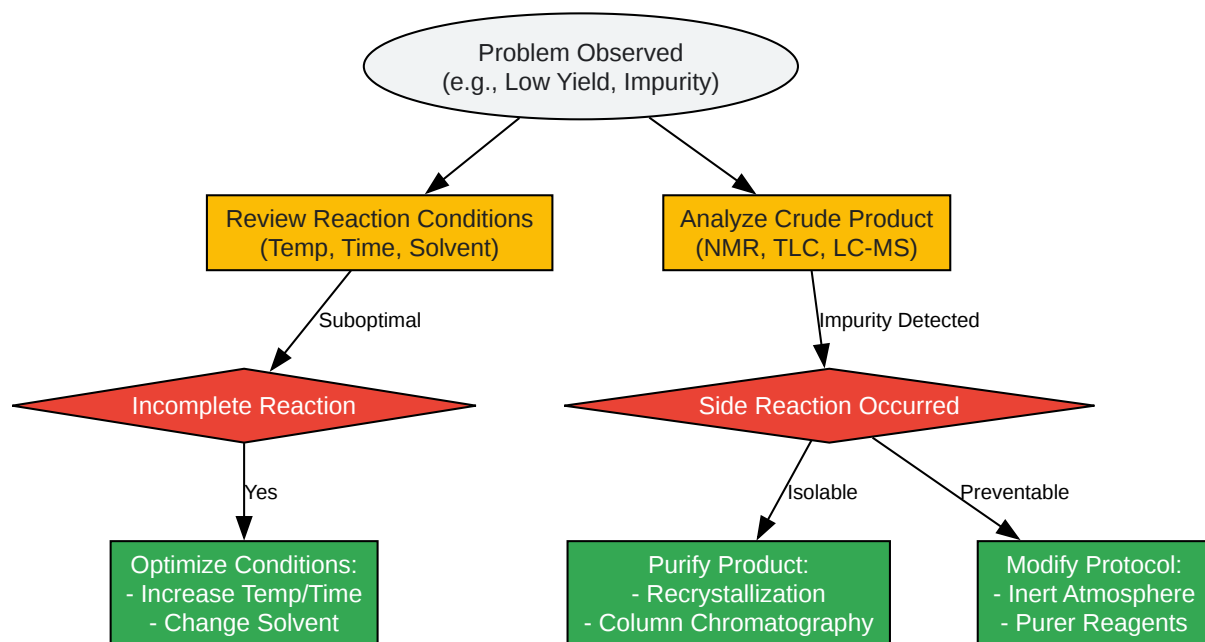 Problem Observed
(e.g., Low Yield, Impurity)
Review Reaction Conditions
(Temp, Time, Solvent)
Analyze Crude Product
(NMR, TLC, LC-MS)
Suboptimal
Impurity Detected
Incomplete Reaction
Side Reaction Occurred
Yes
Isolable
Preventable
Optimize Conditions:
- Increase Temp/Time
- Change Solvent
Purify Product:
- Recrystallization
- Column Chromatography
Modify Protocol:
- Inert Atmosphere
- Purer Reagents